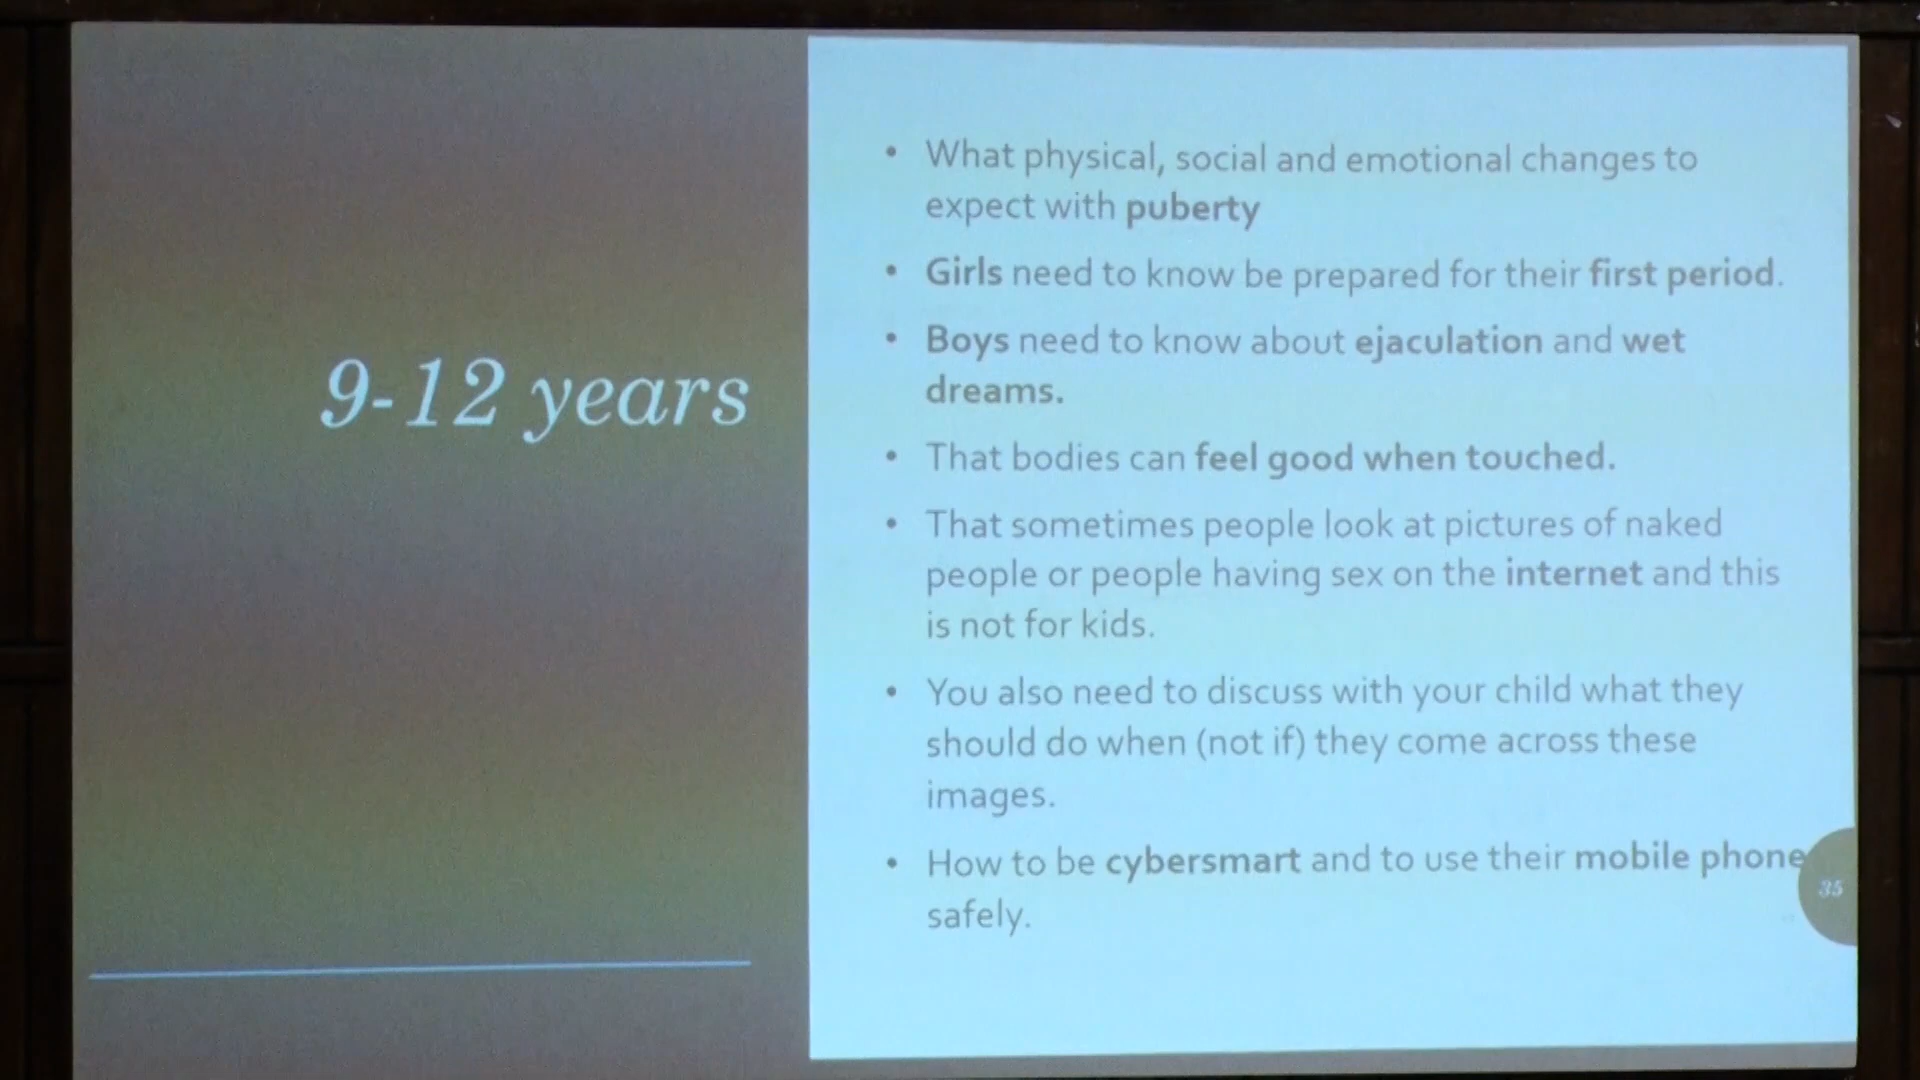 9-12 years
• What physical, social and emotional changes to
expect with puberty
• Girls need to know be prepared for their first period.
• Boys need to know about ejaculation and wet
dreams.
• That bodies can feel good when touched.
• That sometimes people look at pictures of naked
people or people having sex on the internet and this
is not for kids.
• You also need to discuss with your child what they
should do when (not if) they come across these
images.
• How to be cybersmart and to use their mobile phone
safely.
35